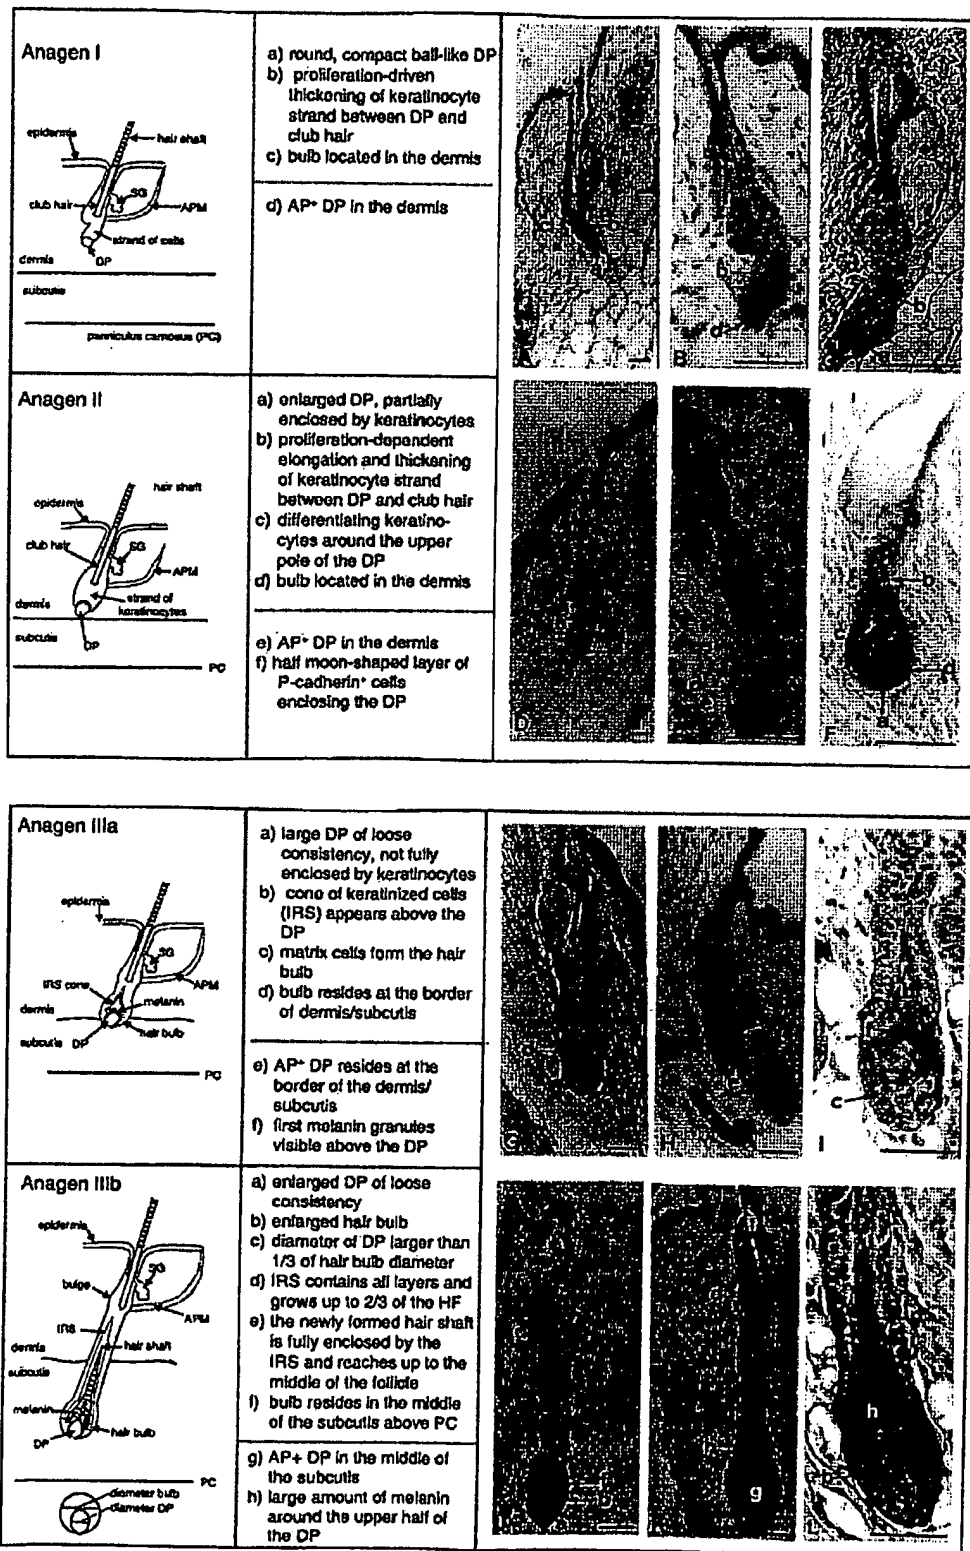 Anagen I
epidermis
hair shaft
SG
club hair
APM
strand of cells
DP
dermis
subcutis
panniculus carnosus (PC)
a) round, compact ball-like DP
b) proliferation-driven
thickening of keratinocyte
strand between DP and
club hair
c) bulb located in the dermis
d) AP+ DP in the dermis
A
B
b
d
b
Anagen II
hair shaft
epidermis
club hair
SG
APM
strand of
keratinocytes
dermis
subcutis
DP
PC
a) enlarged DP, partially
enclosed by keratinocytes
b) proliferation-dependent
elongation and thickening
of keratinocyte strand
between DP and club hair
c) differentiating keratino-
cytes around the upper
pole of the DP
d) bulb located in the dermis
e) AP+ DP in the dermis
f) half moon-shaped layer of
P-cadherin+ cells
enclosing the DP
D
F
b
c
d
a
Anagen IIIa
epidermis
SG
APM
IRS cone
melanin
dermis
subcutis
DP
hair bulb
PC
a) large DP of loose
consistency, not fully
enclosed by keratinocytes
b) cone of keratinized cells
(IRS) appears above the
DP
c) matrix cells form the hair
bulb
d) bulb resides at the border
of dermis/subcutis
e) AP+ DP resides at the
border of the dermis/
subcutis
f) first melanin granules
visible above the DP
G
H
I
c
Anagen IIIb
epidermis
SG
bulge
APM
IRS
hair shaft
dermis
subcutis
melanin
DP
hair bulb
PC
diameter bulb
diameter DP
a) enlarged DP of loose
consistency
b) enlarged hair bulb
c) diameter of DP larger than
1/3 of hair bulb diameter
d) IRS contains all layers and
grows up to 2/3 of the HF
e) the newly formed hair shaft
is fully enclosed by the
IRS and reaches up to the
middle of the follicle
f) bulb resides in the middle
of the subcutis above PC
g) AP+ DP in the middle of
the subcutis
h) large amount of melanin
around the upper half of
the DP
g
h
L